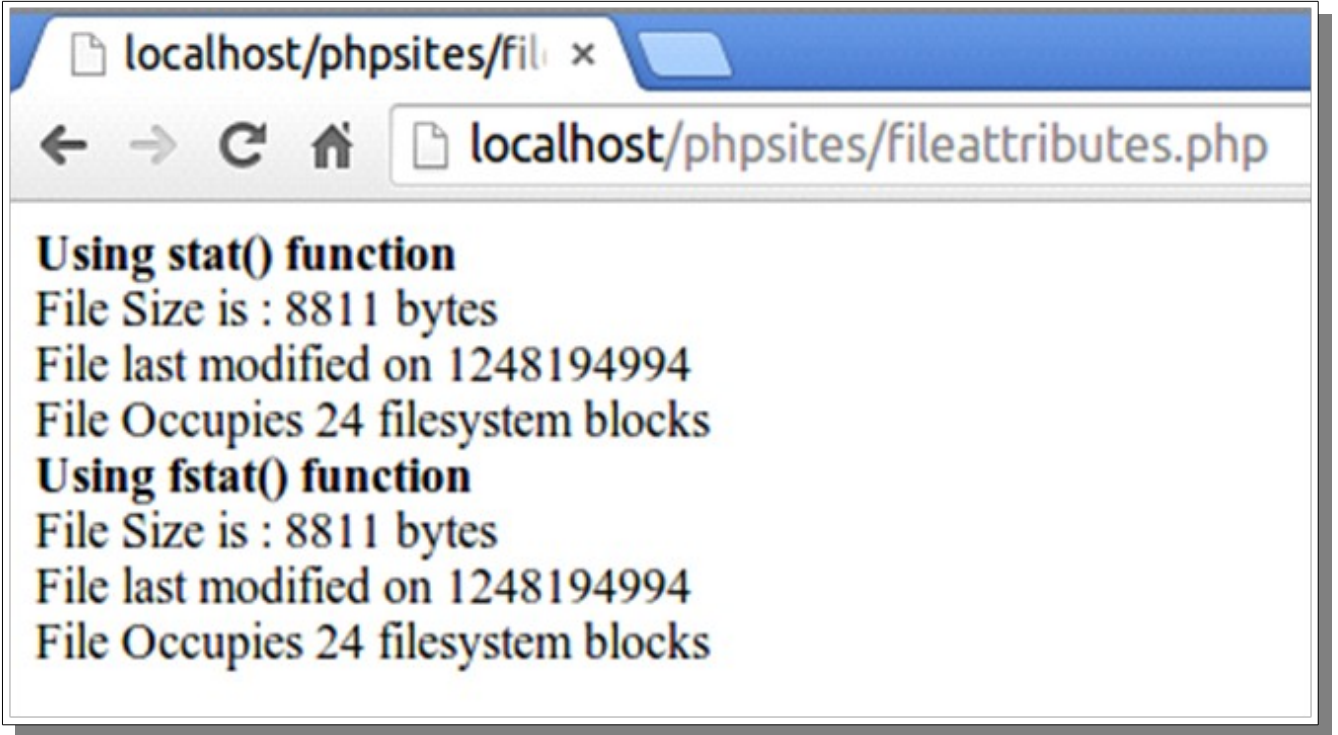 localhost/phpsites/fil
localhost/phpsites/fileattributes.php
Using stat() function
File Size is : 8811 bytes
File last modified on 1248194994
File Occupies 24 filesystem blocks
Using fstat() function
File Size is : 8811 bytes
File last modified on 1248194994
File Occupies 24 filesystem blocks